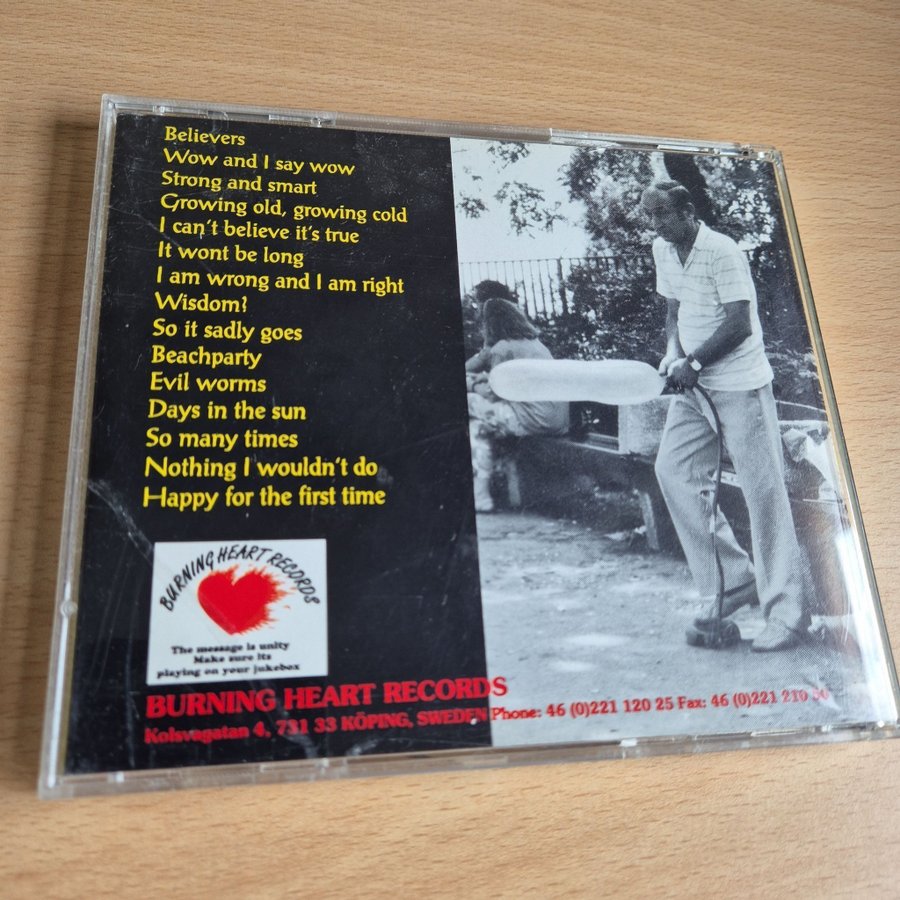 Believers
Wow and I say wow
Strong and smart
Growing old, growing cold
I can't believe it's true
It wont be long
I am wrong and I am right
Wisdom?
So it sadly goes
Beachparty
Evil worms
Days in the sun
So many times
Nothing I wouldn't do
Happy for the first time
BURNING HEART RECORDS
The message is unity
Make sure its
playing on your jukebox
BURNING HEART RECORDS
Kolsvagatan 4, 731 33 KÖPING, SWEDEN Phone: 46 (0)221 120 25 Fax: 46 (0)221 210